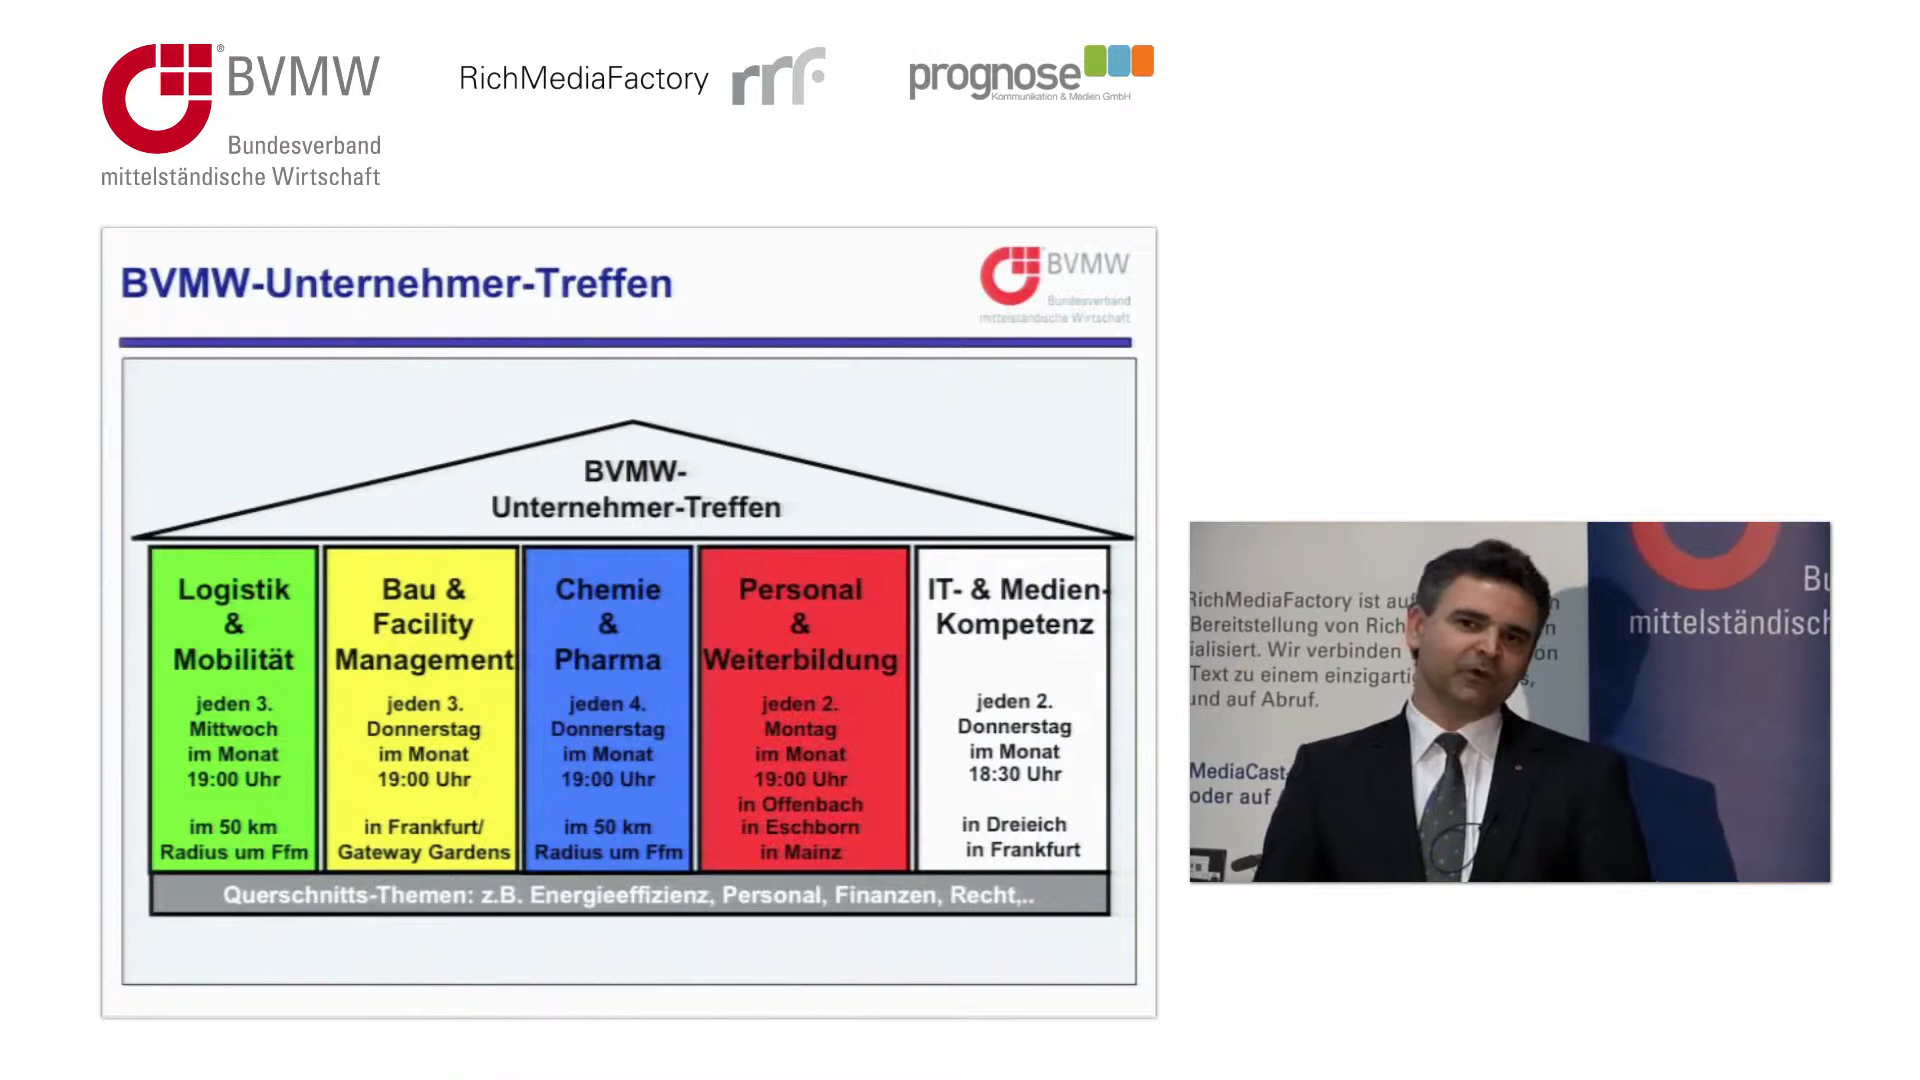 BVMW
Bundesverband
mittelständische Wirtschaft
RichMediaFactory rrf
prognose
Kommunikation & Medien GmbH
BVMW-Unternehmer-Treffen
BVMW
Bundesverband
mittelständische Wirtschaft
BVMW-
Unternehmer-Treffen
Logistik
&
Mobilität
jeden 3.
Mittwoch
im Monat
19:00 Uhr
im 50 km
Radius um Ffm
Bau &
Facility
Management
jeden 3.
Donnerstag
im Monat
19:00 Uhr
in Frankfurt/
Gateway Gardens
Chemie
&
Pharma
jeden 4.
Donnerstag
im Monat
19:00 Uhr
im 50 km
Radius um Ffm
Personal
&
Weiterbildung
jeden 2.
Montag
im Monat
19:00 Uhr
in Offenbach
in Eschborn
in Mainz
IT- & Medien-
Kompetenz
jeden 2.
Donnerstag
im Monat
18:30 Uhr
in Dreieich
in Frankfurt
Querschnitts-Themen: z.B. Energieeffizienz, Personal, Finanzen, Recht,..
RichMediaFactory ist auf
Bereitstellung von Rich
ialisiert. Wir verbinden on
Text zu einem einzigarti
und auf Abruf.
MediaCast
oder auf
Bu
mittelständisch